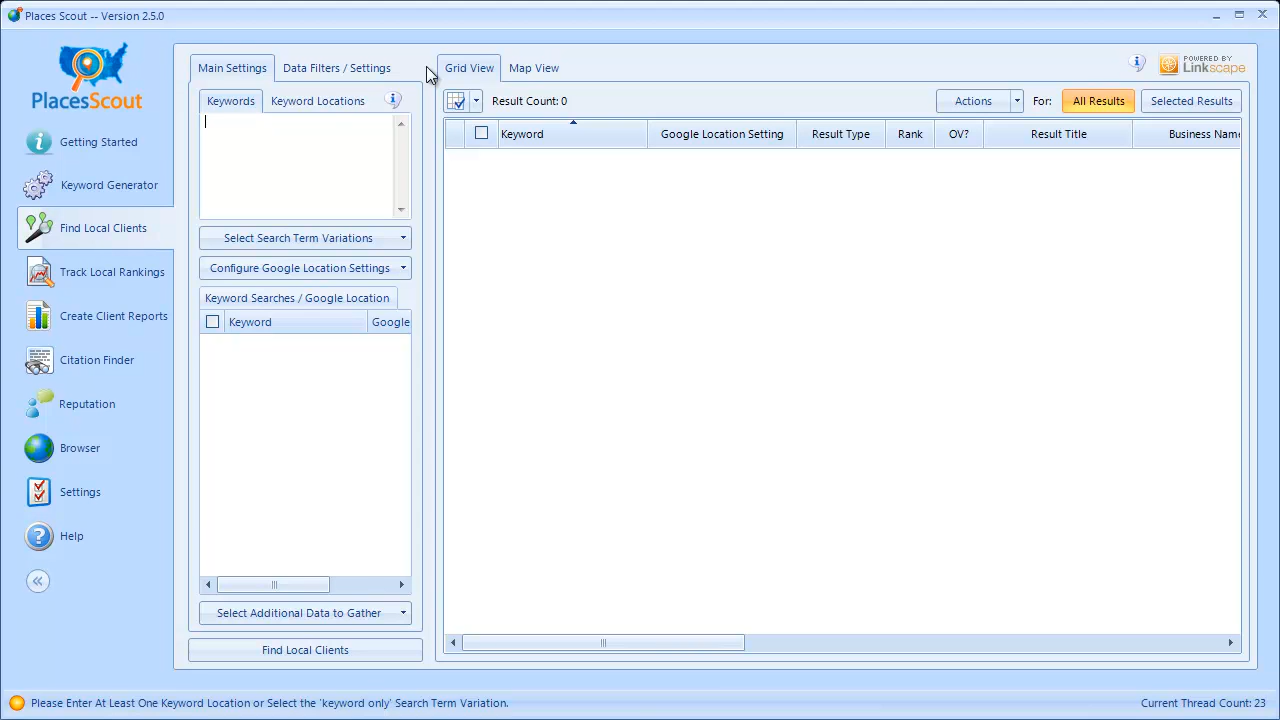 Places Scout -- Version 2.5.0
PlacesScout
Getting Started
Keyword Generator
Find Local Clients
Track Local Rankings
Create Client Reports
Citation Finder
Reputation
Browser
Settings
Help
Main Settings
Data Filters / Settings
Keywords
Keyword Locations
Select Search Term Variations
Configure Google Location Settings
Keyword Searches / Google Location
Keyword
Google
Select Additional Data to Gather
Find Local Clients
Grid View
Map View
POWERED BY
Linkscape
Result Count: 0
Actions
For:
All Results
Selected Results
Keyword
Google Location Setting
Result Type
Rank
OV?
Result Title
Business Name
Please Enter At Least One Keyword Location or Select the 'keyword only' Search Term Variation.
Current Thread Count: 23